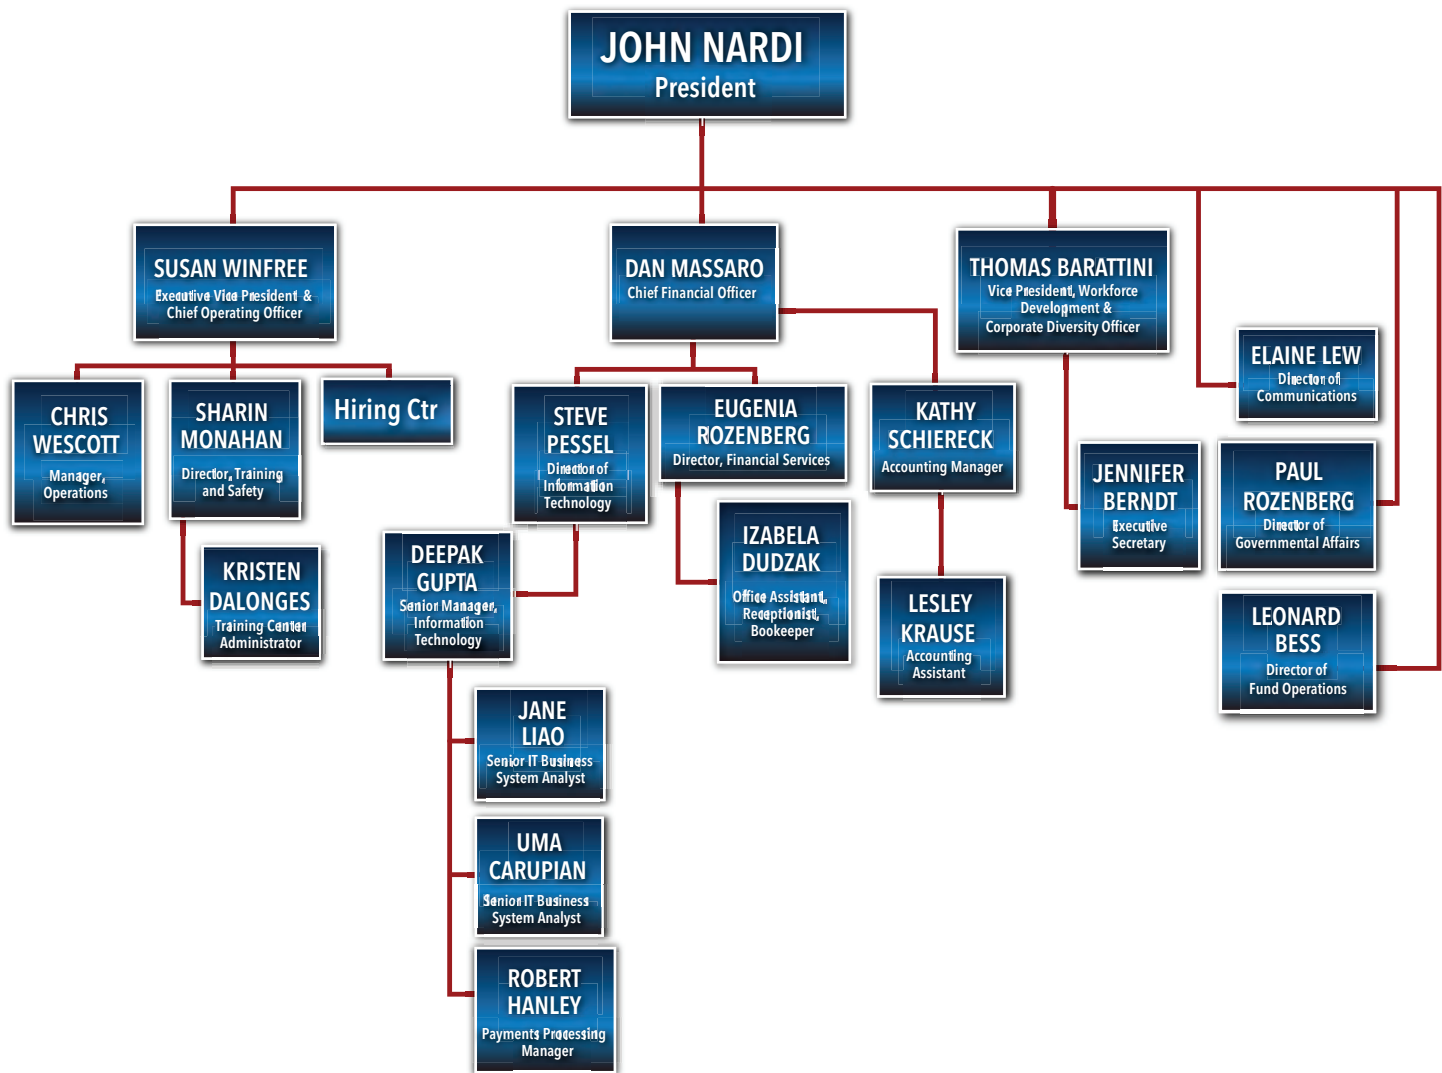 JOHN NARDI
President
SUSAN WINFREE
Executive Vice President &
Chief Operating Officer
DAN MASSARO
Chief Financial Officer
THOMAS BARATTINI
Vice President, Workforce
Development &
Corporate Diversity Officer
ELAINE LEW
Director of
Communications
CHRIS
WESCOTT
Manager,
Operations
SHARIN
MONAHAN
Director, Training
and Safety
Hiring Ctr
STEVE
PESSEL
Director of
Information
Technology
EUGENIA
ROZENBERG
Director, Financial Services
KATHY
SCHIERECK
Accounting Manager
JENNIFER
BERNDT
Executive
Secretary
PAUL
ROZENBERG
Director of
Governmental Affairs
KRISTEN
DALONGES
Training Center
Administrator
DEEPAK
GUPTA
Senior Manager,
Information
Technology
IZABELA
DUDZAK
Office Assistant,
Receptionist,
Bookeeper
LESLEY
KRAUSE
Accounting
Assistant
LEONARD
BESS
Director of
Fund Operations
JANE
LIAO
Senior IT Business
System Analyst
UMA
CARUPIAN
Senior IT Business
System Analyst
ROBERT
HANLEY
Payments Processing
Manager